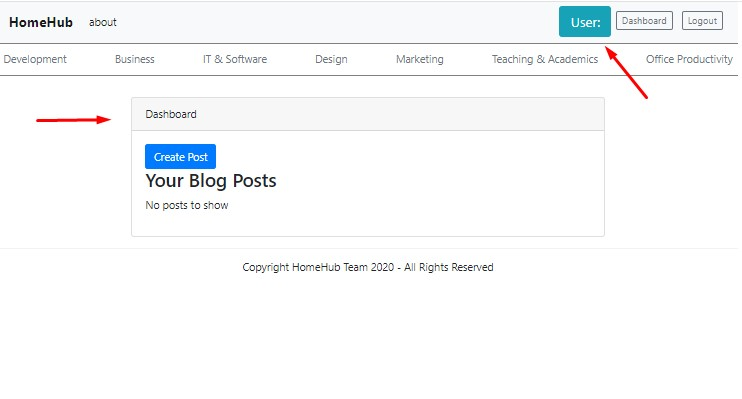 HomeHub about User: Dashboard Logout
Development Business IT & Software Design Marketing Teaching & Academics Office Productivity
Dashboard
Create Post
Your Blog Posts
No posts to show
Copyright HomeHub Team 2020 - All Rights Reserved